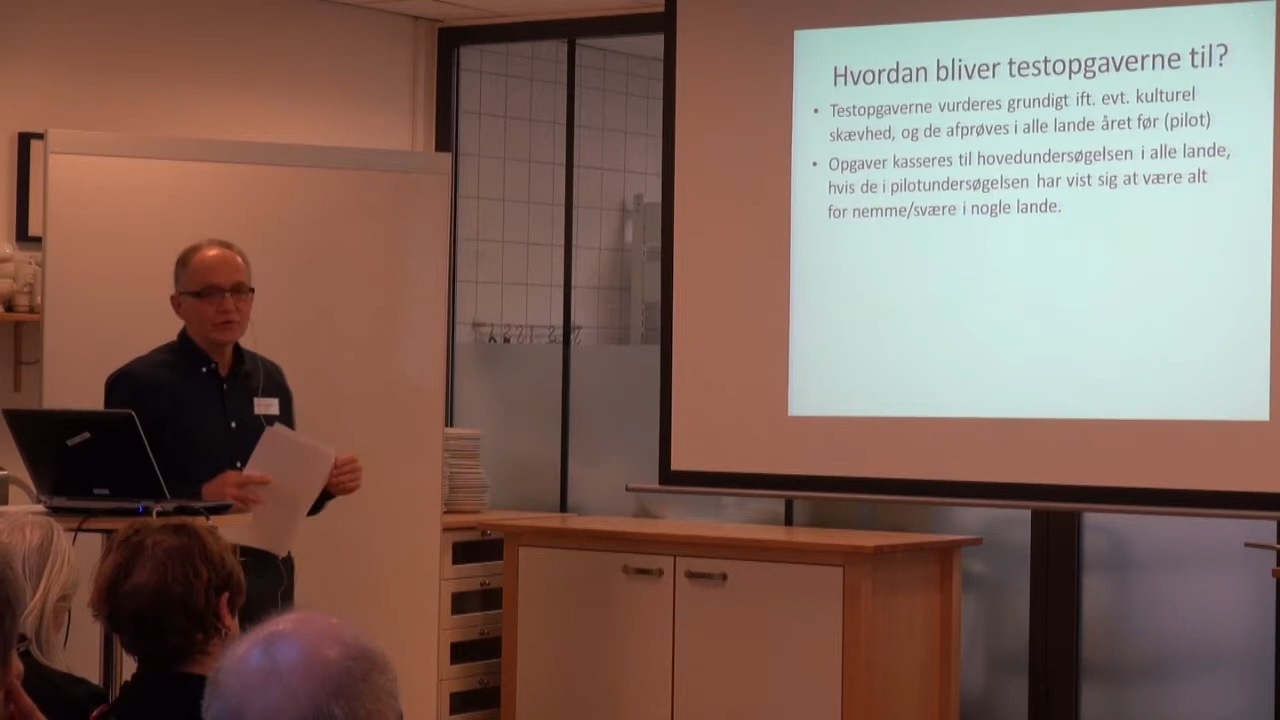 Hvordan bliver testopgaverne til?
• Testopgaverne vurderes grundigt ift. evt. kulturel
skævhed, og de afprøves i alle lande året før (pilot)
• Opgaver kasseres til hovedundersøgelsen i alle lande,
hvis de i pilotundersøgelsen har vist sig at være alt
for nemme/svære i nogle lande.